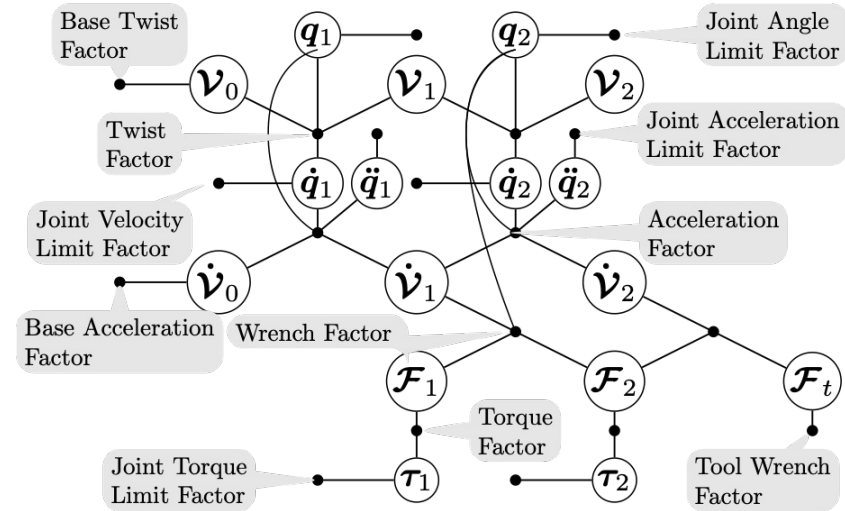 Base Twist
Factor
q₁
q₂
Joint Angle
Limit Factor
𝓥₀
𝓥₁
𝓥₂
Twist
Factor
Joint Acceleration
Limit Factor
q̇₁
q̈₁
q̇₂
q̈₂
Joint Velocity
Limit Factor
Acceleration
Factor
𝓥̇₀
𝓥̇₁
𝓥̇₂
Base Acceleration
Factor
Wrench Factor
𝓕₁
𝓕₂
𝓕ₜ
Torque
Factor
Joint Torque
Limit Factor
τ₁
τ₂
Tool Wrench
Factor